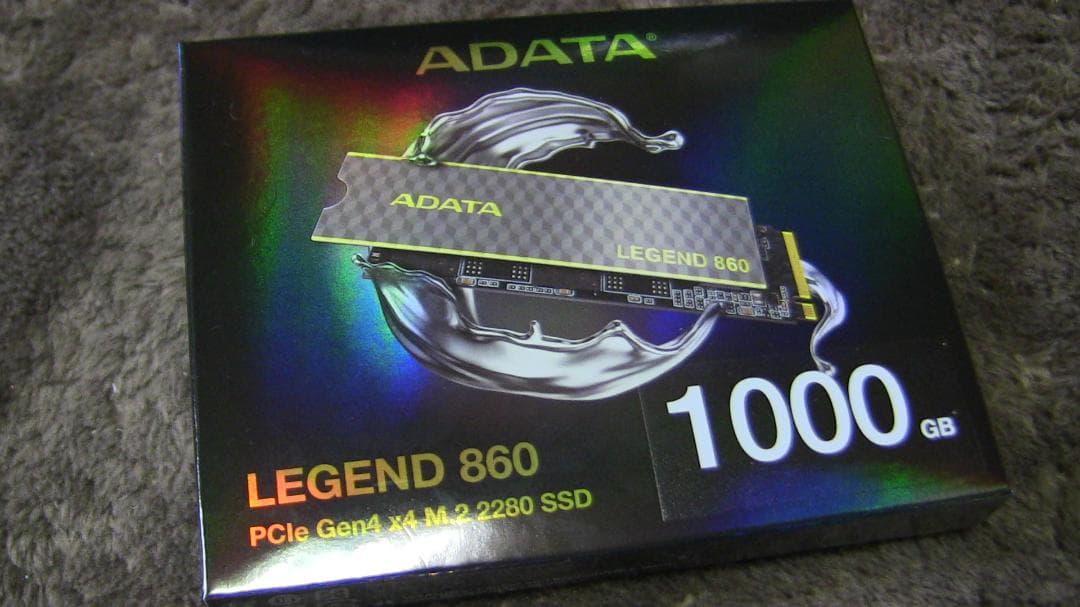 ADATA®
ADATA
LEGEND 860
1000 GB
LEGEND 860
PCIe Gen4 x4 M.2 2280 SSD